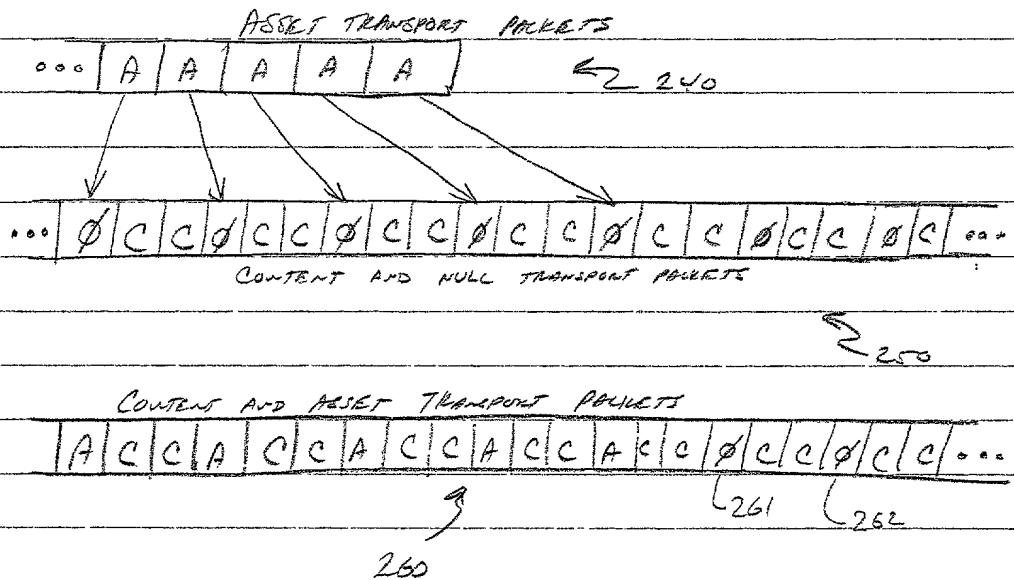 ASSET TRANSPORT PACKETS
... A A A A A
240
... Ø C C Ø C C Ø C C Ø C C Ø C C Ø C C Ø C ...
CONTENT AND NULL TRANSPORT PACKETS
250
CONTENT AND ASSET TRANSPORT PACKETS
A C C A C C A C C A C C A C C Ø C C Ø C C ...
261
262
260